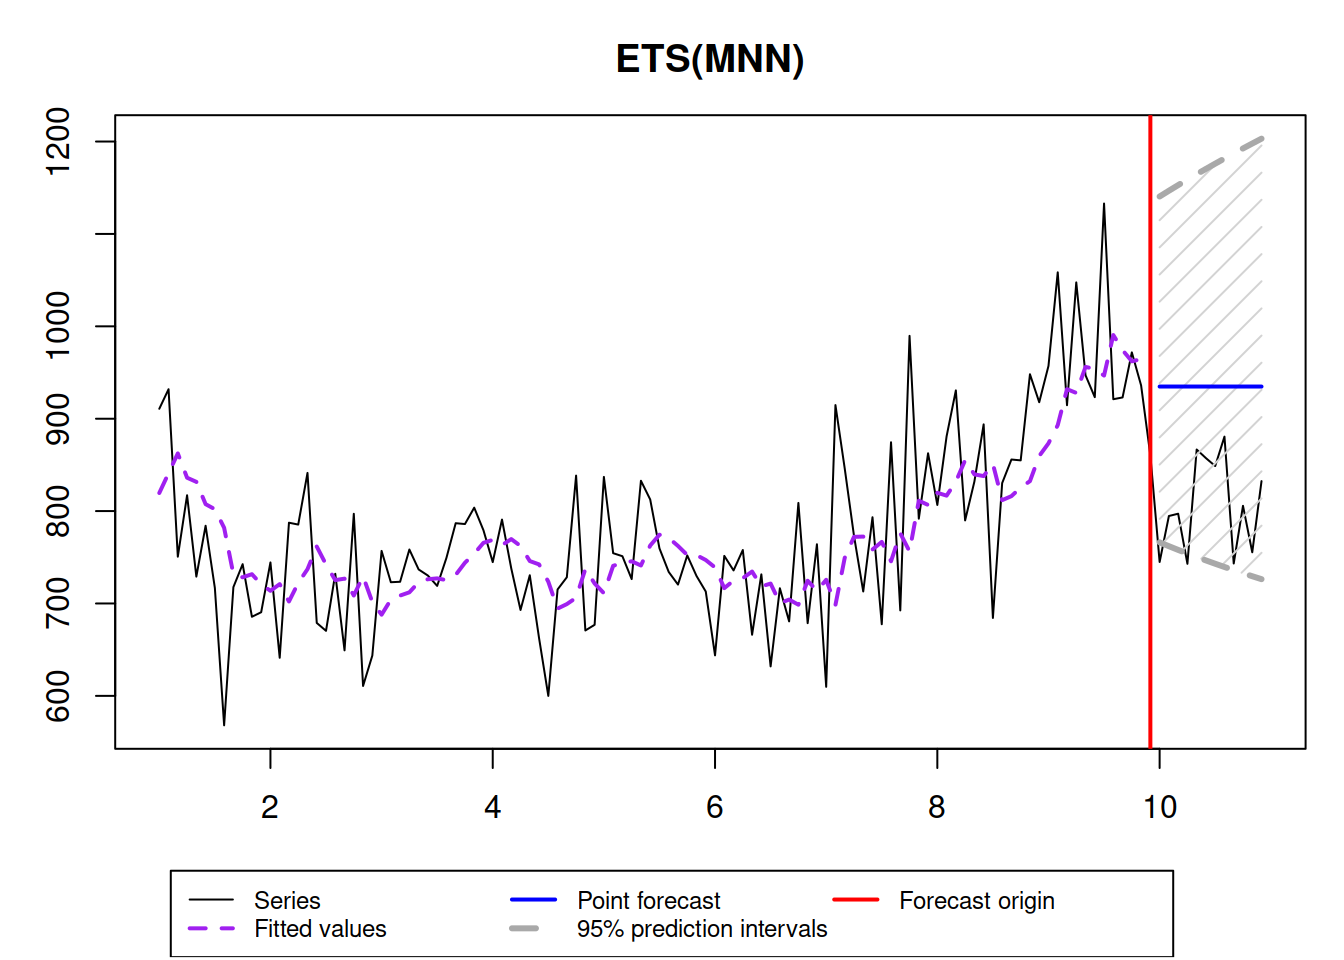 ETS(MNN)
1200
1000
900
800
700
600
2 4 6 8 10
Series Point forecast Forecast origin
Fitted values 95% prediction intervals